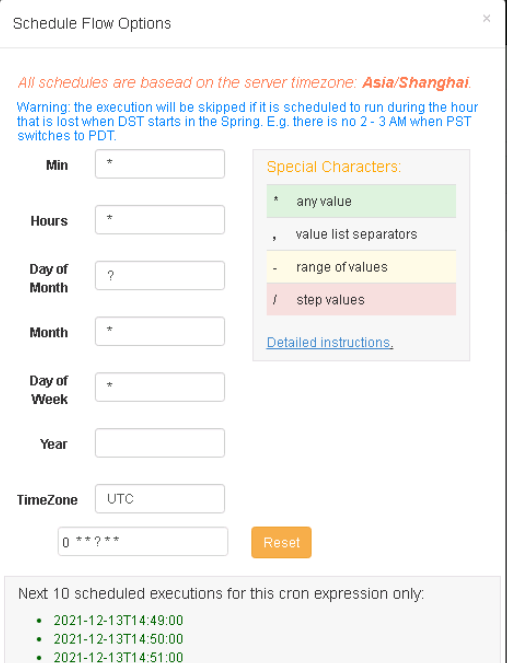 Schedule Flow Options
×
All schedules are basead on the server timezone: Asia/Shanghai.
Warning: the execution will be skipped if it is scheduled to run during the hour
that is lost when DST starts in the Spring. E.g. there is no 2 - 3 AM when PST
switches to PDT.
Min *
Hours *
Day of
Month ?
Month *
Day of
Week *
Year
TimeZone UTC
0 * * ? * *
Reset
Special Characters:
* any value
, value list separators
- range of values
/ step values
Detailed instructions.
Next 10 scheduled executions for this cron expression only:
• 2021-12-13T14:49:00
• 2021-12-13T14:50:00
• 2021-12-13T14:51:00